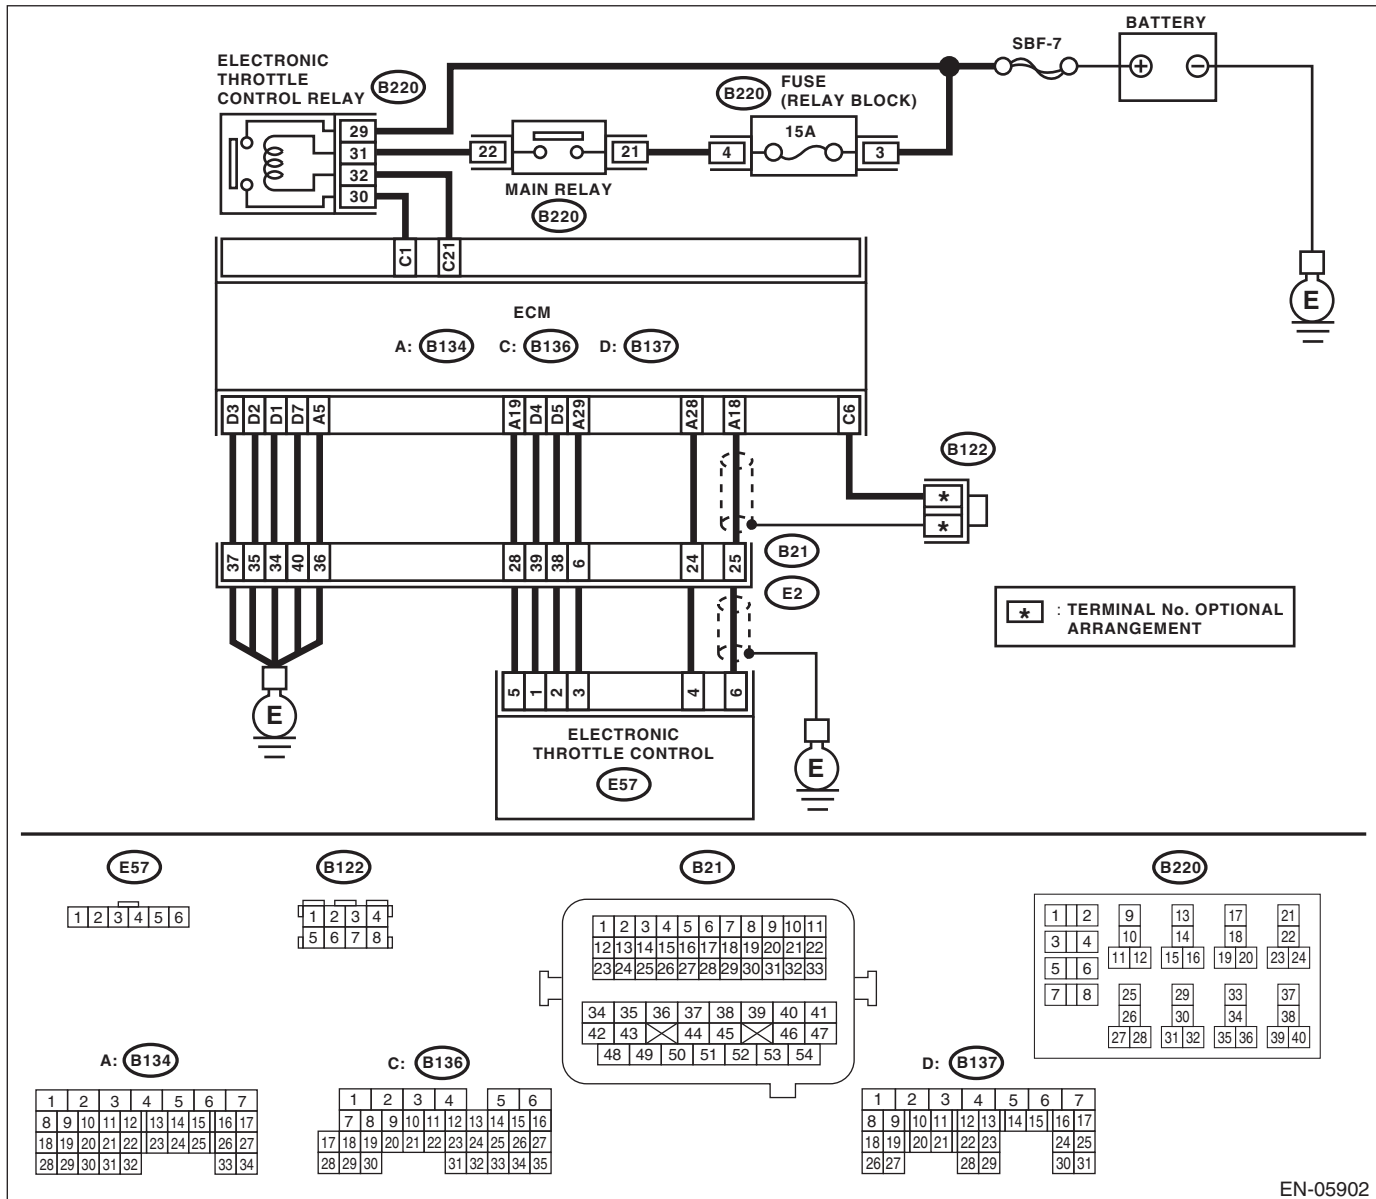 BATTERY
SBF-7
ELECTRONIC
THROTTLE
CONTROL RELAY
B220
B220
FUSE
(RELAY BLOCK)
15A
29
31
32
30
22
21
4
3
MAIN RELAY
B220
E
C1
C21
ECM
A: B134 C: B136 D: B137
D3 D2 D1 D7 A5 A19 D4 D5 A29 A28 A18 C6
B122
*
*
37 35 34 40 36 28 39 38 6 24 25
B21
E2
* : TERMINAL No. OPTIONAL
ARRANGEMENT
5 1 2 3 4 6
E
ELECTRONIC
THROTTLE CONTROL
E57
E
E57
B122
B21
B220
1 2 3 4 5 6
1 2 3 4
5 6 7 8
1 2 3 4 5 6 7 8 9 10 11
12 13 14 15 16 17 18 19 20 21 22
23 24 25 26 27 28 29 30 31 32 33
34 35 36 37 38 39 40 41
42 43 44 45 46 47
48 49 50 51 52 53 54
1 2 9 13 17 21
3 4 10 14 18 22
11 12 15 16 19 20 23 24
5 6
7 8 25 29 33 37
26 30 34 38
27 28 31 32 35 36 39 40
A: B134
1 2 3 4 5 6 7
8 9 10 11 12 13 14 15 16 17
18 19 20 21 22 23 24 25 26 27
28 29 30 31 32 33 34
C: B136
1 2 3 4 5 6
7 8 9 10 11 12 13 14 15 16
17 18 19 20 21 22 23 24 25 26 27
28 29 30 31 32 33 34 35
D: B137
1 2 3 4 5 6 7
8 9 10 11 12 13 14 15 16 17
18 19 20 21 22 23 24 25
26 27 28 29 30 31
EN-05902